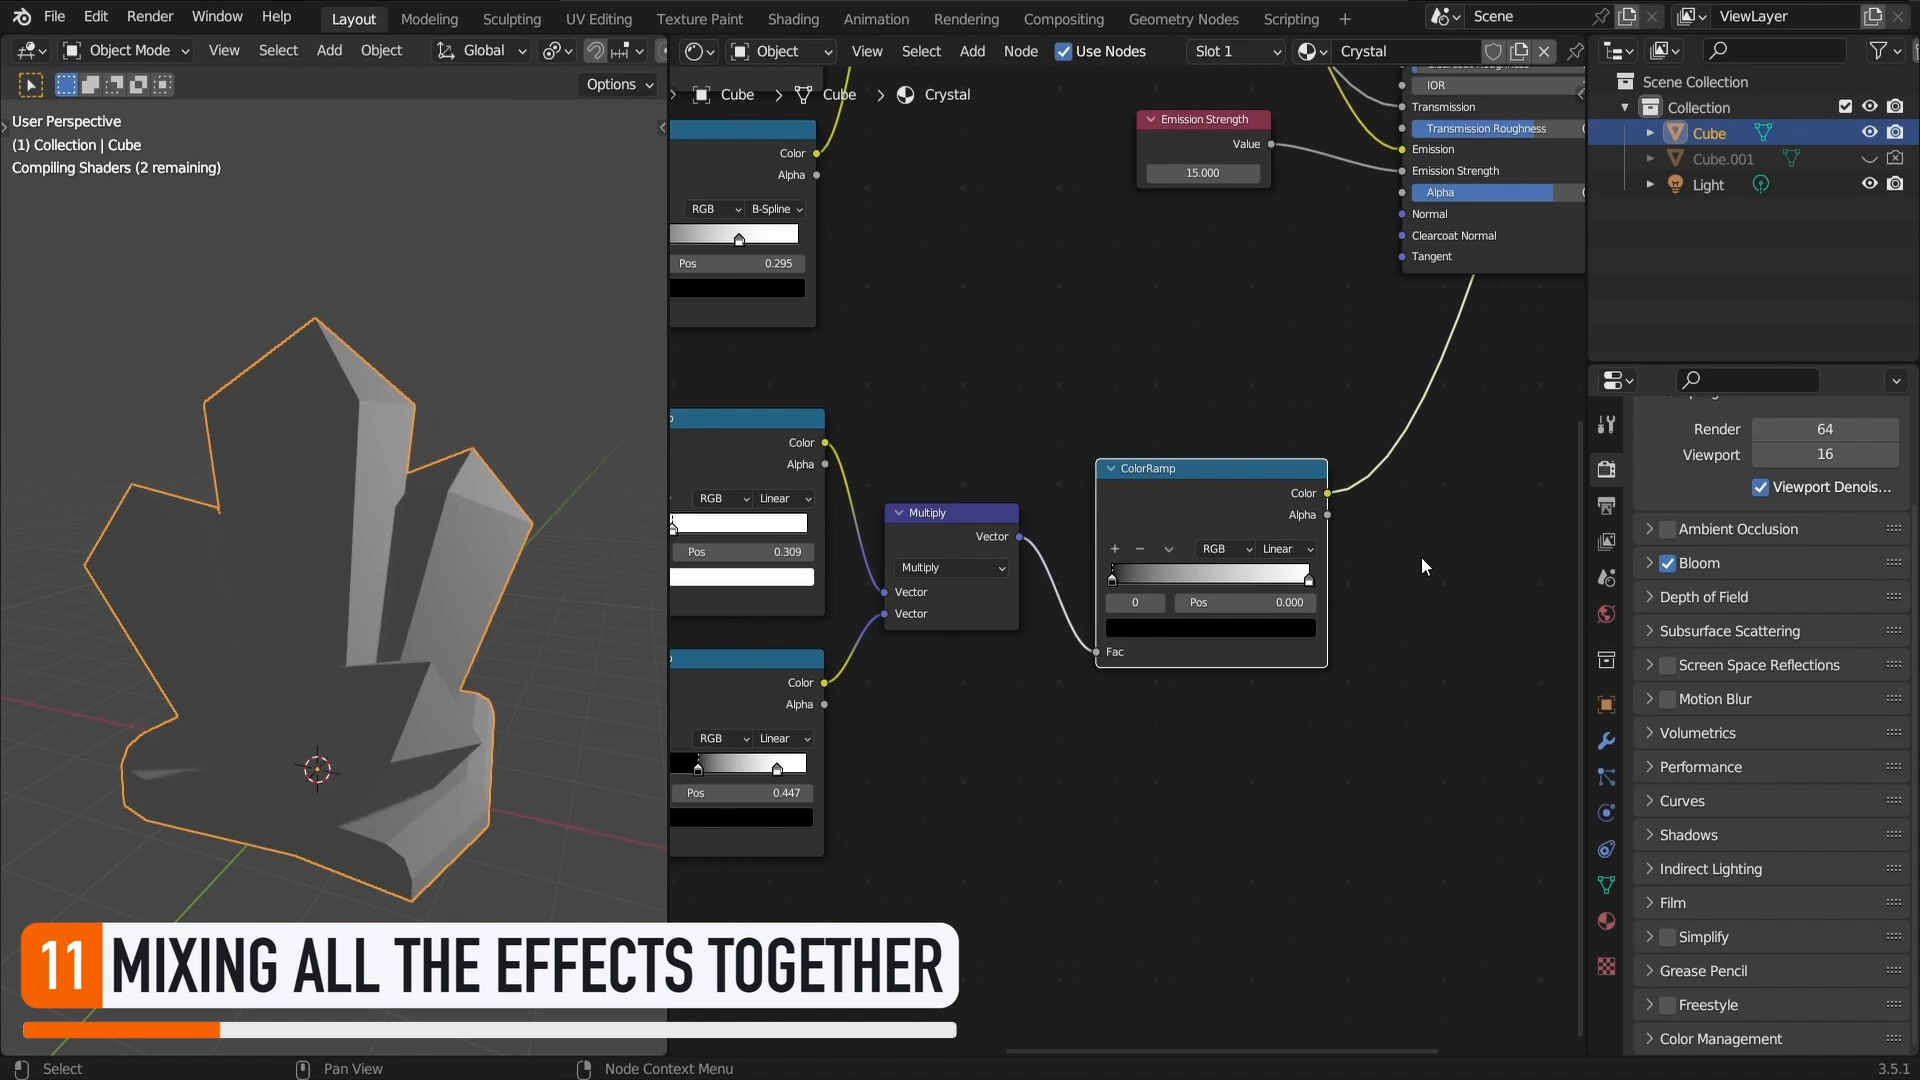 File Edit Render Window Help Layout Modeling Sculpting UV Editing Texture Paint Shading Animation Rendering Compositing Geometry Nodes Scripting + Scene ViewLayer
Object Mode View Select Add Object Global Object View Select Add Node Use Nodes Slot 1 Crystal
Options
User Perspective
(1) Collection | Cube
Compiling Shaders (2 remaining)
Cube > Cube > Crystal
Color
Alpha
RGB B-Spline
Pos 0.295
Emission Strength
Value
15.000
IOR
Transmission
Transmission Roughness
Emission
Emission Strength
Alpha
Normal
Clearcoat Normal
Tangent
Color
Alpha
RGB Linear
Pos 0.309
Multiply
Vector
Multiply
Vector
Vector
ColorRamp
Color
Alpha
RGB Linear
0 Pos 0.000
Fac
Color
Alpha
RGB Linear
Pos 0.447
Scene Collection
Collection
Cube
Cube.001
Light
Render 64
Viewport 16
Viewport Denois...
Ambient Occlusion
Bloom
Depth of Field
Subsurface Scattering
Screen Space Reflections
Motion Blur
Volumetrics
Performance
Curves
Shadows
Indirect Lighting
Film
Simplify
Grease Pencil
Freestyle
Color Management
11 MIXING ALL THE EFFECTS TOGETHER
Select Pan View Node Context Menu 3.5.1